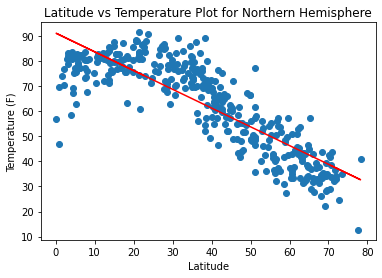 Latitude vs Temperature Plot for Northern Hemisphere
90
80
70
60
50
40
30
20
10
Temperature (F)
0 10 20 30 40 50 60 70 80
Latitude